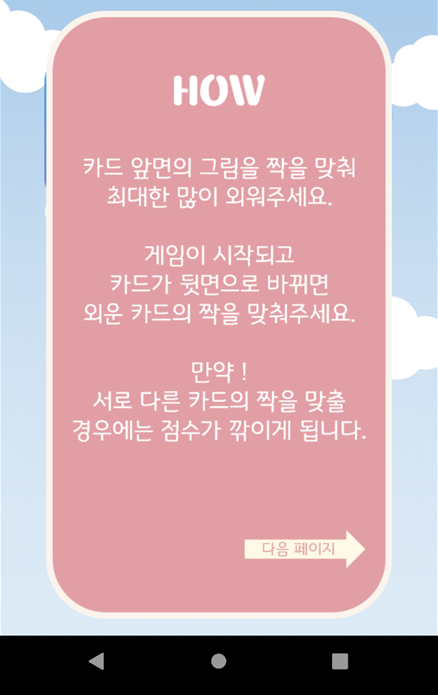 HOW
카드 앞면의 그림을 짝을 맞춰
최대한 많이 외워주세요.
게임이 시작되고
카드가 뒷면으로 바뀌면
외운 카드의 짝을 맞춰주세요.
만약 !
서로 다른 카드의 짝을 맞출
경우에는 점수가 깎이게 됩니다.
다음 페이지